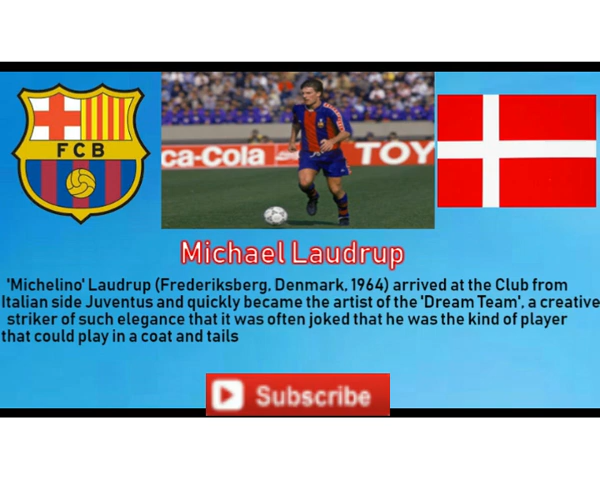 FCB
ca-Cola
TOYO
Michael Laudrup
'Michelino' Laudrup (Frederiksberg, Denmark, 1964) arrived at the Club from
Italian side Juventus and quickly became the artist of the 'Dream Team', a creative
striker of such elegance that it was often joked that he was the kind of player
that could play in a coat and tails
Subscribe